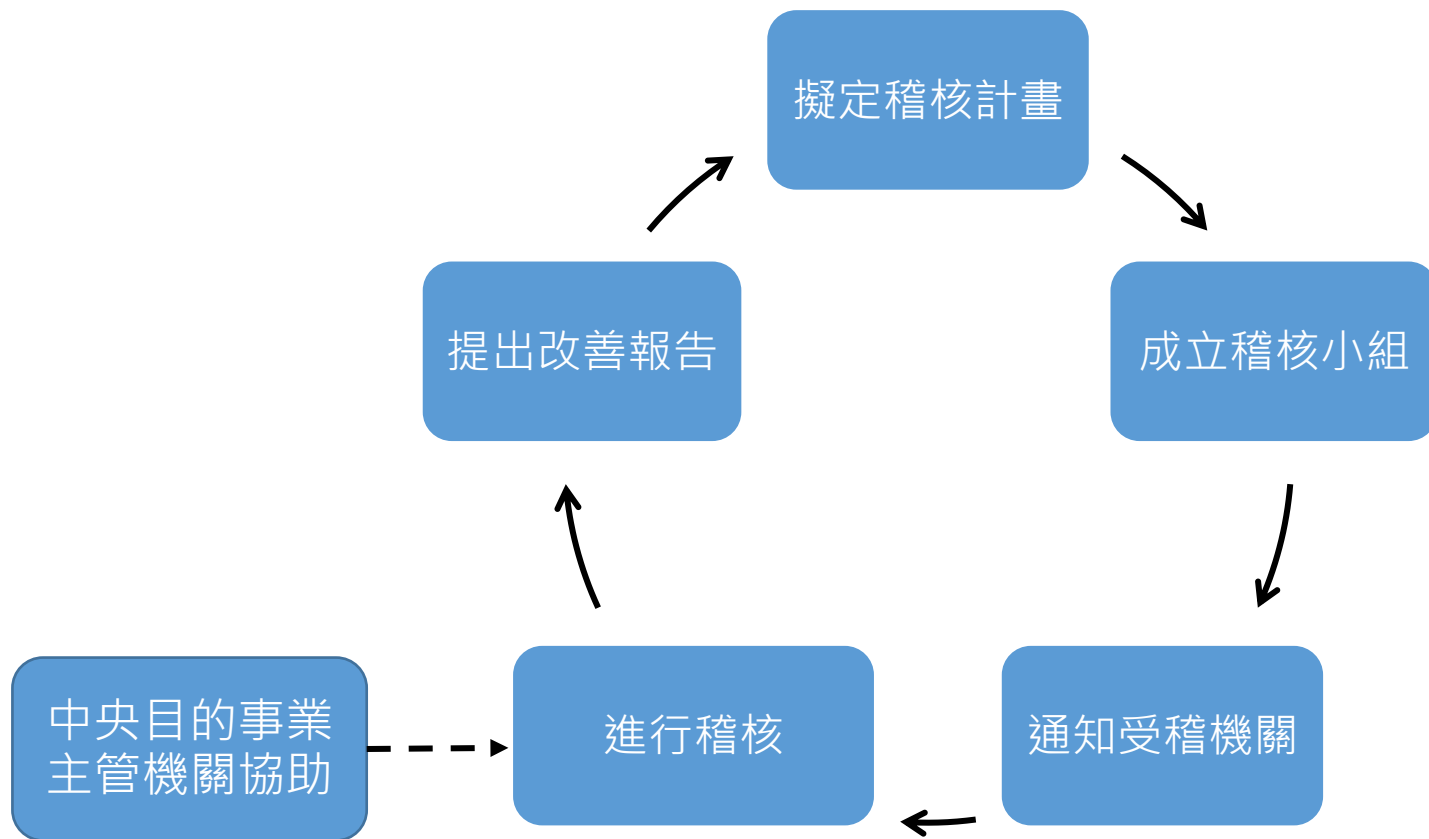 擬定稽核計畫
提出改善報告
成立稽核小組
中央目的事業
主管機關協助
進行稽核
通知受稽機關